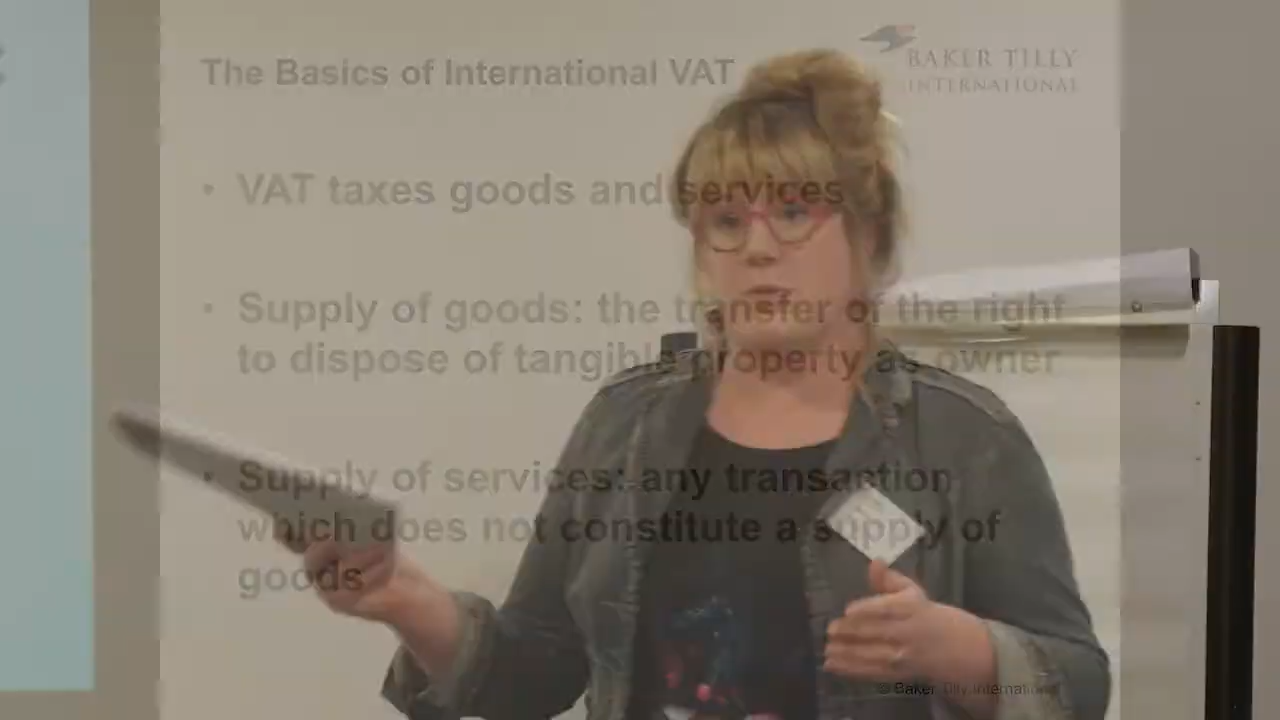 The Basics of International VAT
BAKER TILLY
INTERNATIONAL
• VAT taxes goods and services
• Supply of goods: the transfer of the right
to dispose of tangible property as owner
• Supply of services: any transaction
which does not constitute a supply of
goods
© Baker Tilly International